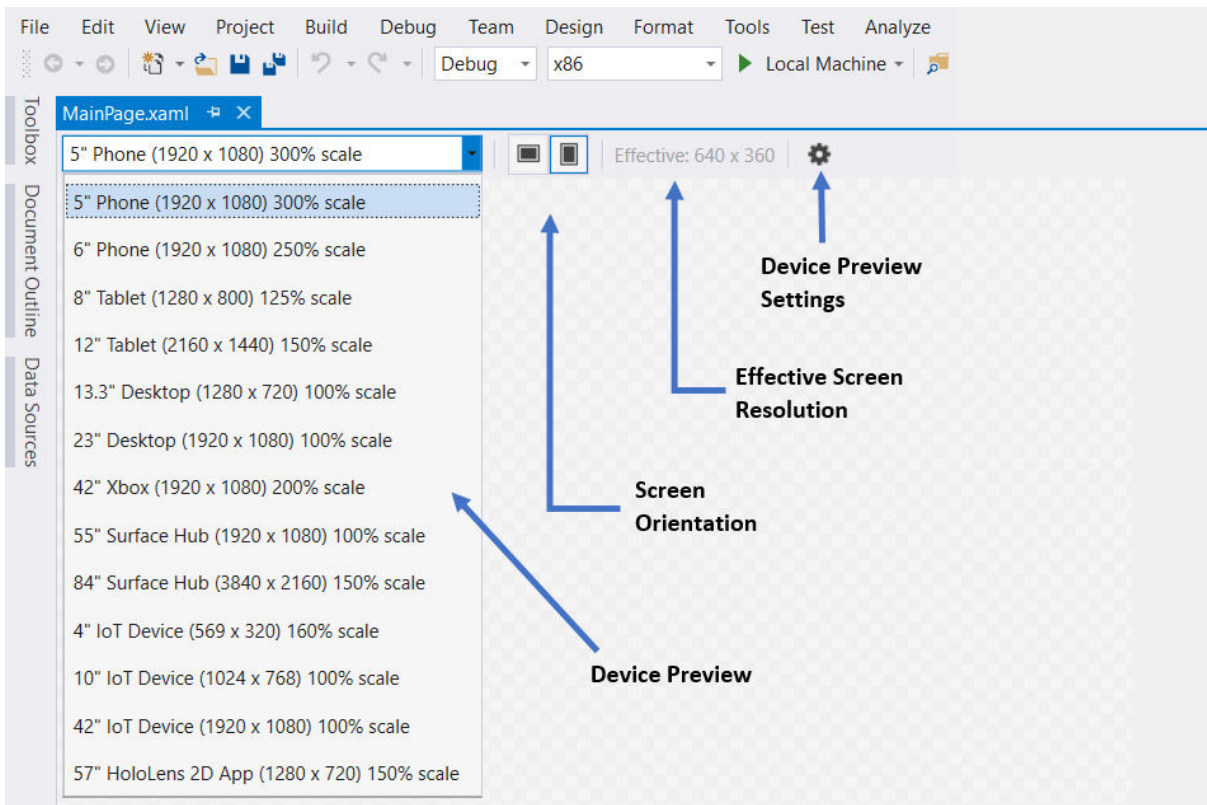 File Edit View Project Build Debug Team Design Format Tools Test Analyze
Debug x86 Local Machine
Toolbox
Document Outline
Data Sources
MainPage.xaml
5" Phone (1920 x 1080) 300% scale
Effective: 640 x 360
5" Phone (1920 x 1080) 300% scale
6" Phone (1920 x 1080) 250% scale
8" Tablet (1280 x 800) 125% scale
12" Tablet (2160 x 1440) 150% scale
13.3" Desktop (1280 x 720) 100% scale
23" Desktop (1920 x 1080) 100% scale
42" Xbox (1920 x 1080) 200% scale
55" Surface Hub (1920 x 1080) 100% scale
84" Surface Hub (3840 x 2160) 150% scale
4" IoT Device (569 x 320) 160% scale
10" IoT Device (1024 x 768) 100% scale
42" IoT Device (1920 x 1080) 100% scale
57" HoloLens 2D App (1280 x 720) 150% scale
Device Preview
Settings
Effective Screen
Resolution
Screen
Orientation
Device Preview